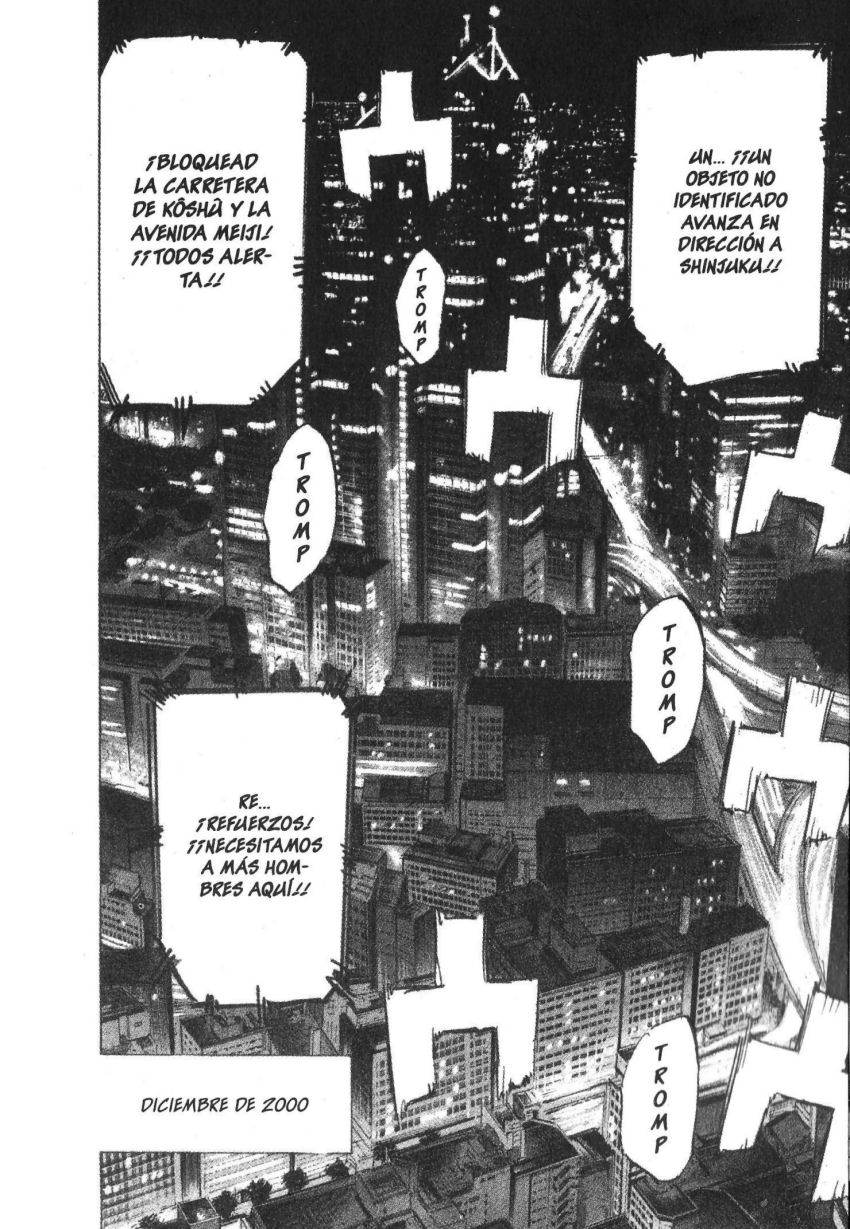 UN... ¡¡UN
OBJETO NO
IDENTIFICADO
AVANZA EN
DIRECCIÓN A
SHINJUKU!!
¡BLOQUEAD
LA CARRETERA
DE KÔSHÛ Y LA
AVENIDA MEIJI!
¡¡TODOS ALER-
TA!!
TROMP
TROMP
TROMP
RE...
¡REFUERZOS!
¡¡NECESITAMOS
A MÁS HOM-
BRES AQUÍ!!
TROMP
DICIEMBRE DE 2000